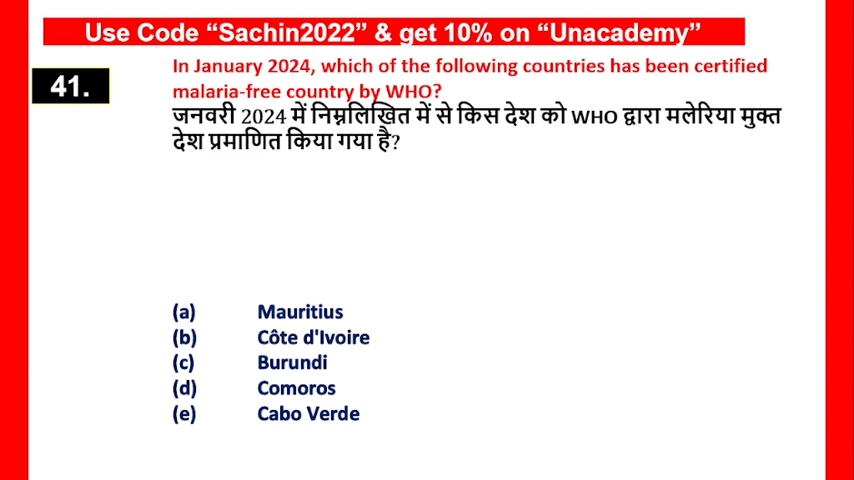 Use Code “Sachin2022” & get 10% on “Unacademy”
41.
In January 2024, which of the following countries has been certified
malaria-free country by WHO?
जनवरी 2024 में निम्नलिखित में से किस देश को WHO द्वारा मलेरिया मुक्त
देश प्रमाणित किया गया है?
(a) Mauritius
(b) Côte d'Ivoire
(c) Burundi
(d) Comoros
(e) Cabo Verde